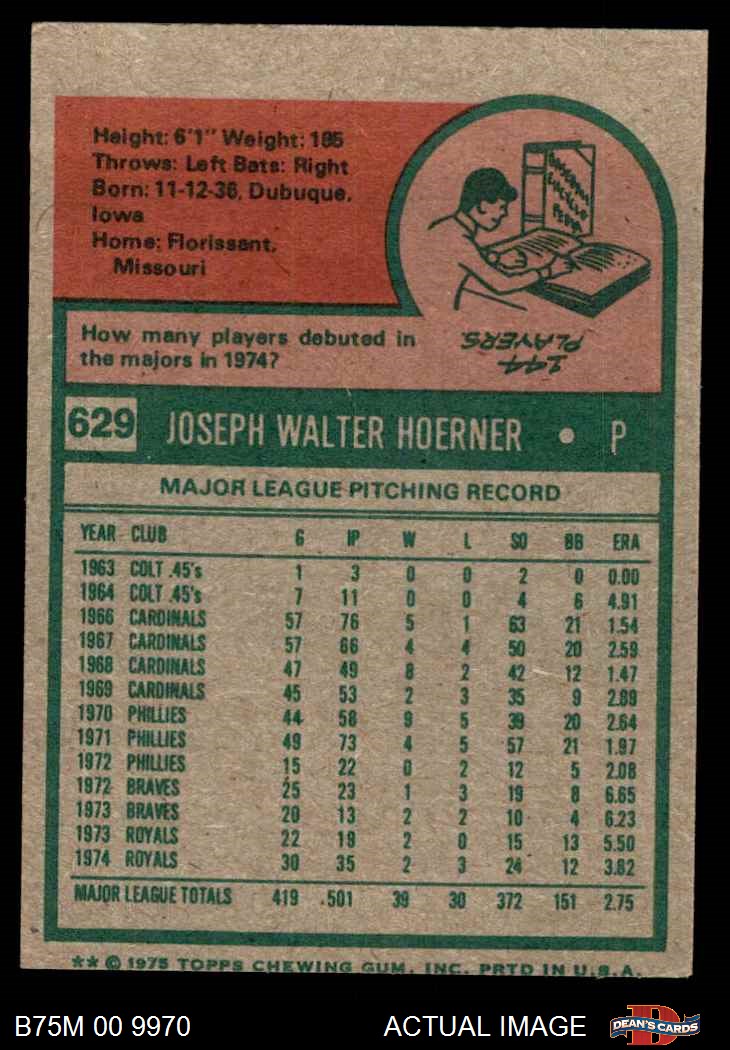 Height: 6'1" Weight: 185
Throws: Left Bats: Right
Born: 11-12-36, Dubuque,
Iowa
Home: Florissant,
Missouri
BASEBALL
ENCYCLO
PEDIA
How many players debuted in
the majors in 1974?
144
PLAYERS.
629 JOSEPH WALTER HOERNER • P
MAJOR LEAGUE PITCHING RECORD
YEAR CLUB G IP W L SO BB ERA
1963 COLT .45's 1 3 0 0 2 0 0.00
1964 COLT .45's 7 11 0 0 4 6 4.91
1966 CARDINALS 57 76 5 1 63 21 1.54
1967 CARDINALS 57 66 4 4 50 20 2.59
1968 CARDINALS 47 49 8 2 42 12 1.47
1969 CARDINALS 45 53 2 3 35 9 2.89
1970 PHILLIES 44 58 9 5 39 20 2.64
1971 PHILLIES 49 73 4 5 57 21 1.97
1972 PHILLIES 15 22 0 2 12 5 2.08
1972 BRAVES 25 23 1 3 19 8 6.65
1973 BRAVES 20 13 2 2 10 4 6.23
1973 ROYALS 22 19 2 0 15 13 5.50
1974 ROYALS 30 35 2 3 24 12 3.82
MAJOR LEAGUE TOTALS 419 .501 39 30 372 151 2.75
** © 1975 TOPPS CHEWING GUM, INC. PRTD IN U.S.A.
B75M 00 9970 ACTUAL IMAGE DEAN'S CARDS